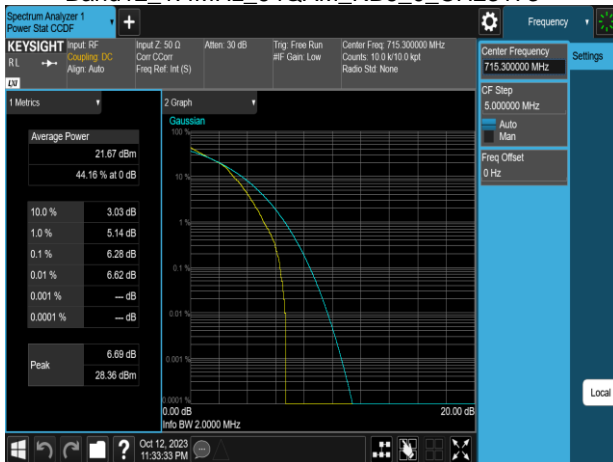 Spectrum Analyzer 1
Power Stat CCDF
Frequency
KEYSIGHT
RL
LXI
Input: RF
Coupling: DC
Align: Auto
Input Z: 50 Ω
Corr CCorr
Freq Ref: Int (S)
Atten: 30 dB
Trig: Free Run
#IF Gain: Low
Center Freq: 715.300000 MHz
Counts: 10.0 k/10.0 kpt
Radio Std: None
Center Frequency
715.300000 MHz
Settings
CF Step
5.000000 MHz
Auto
Man
Freq Offset
0 Hz
1 Metrics
Average Power
21.67 dBm
44.16 % at 0 dB
10.0 % 3.03 dB
1.0 % 5.14 dB
0.1 % 6.28 dB
0.01 % 6.62 dB
0.001 % --- dB
0.0001 % --- dB
Peak
6.69 dB
28.36 dBm
2 Graph
Gaussian
100 %
10 %
1 %
0.1 %
0.01 %
0.001 %
0.0001 %
0.00 dB 20.00 dB
Info BW 2.0000 MHz
Local
?
Oct 12, 2023
11:33:33 PM